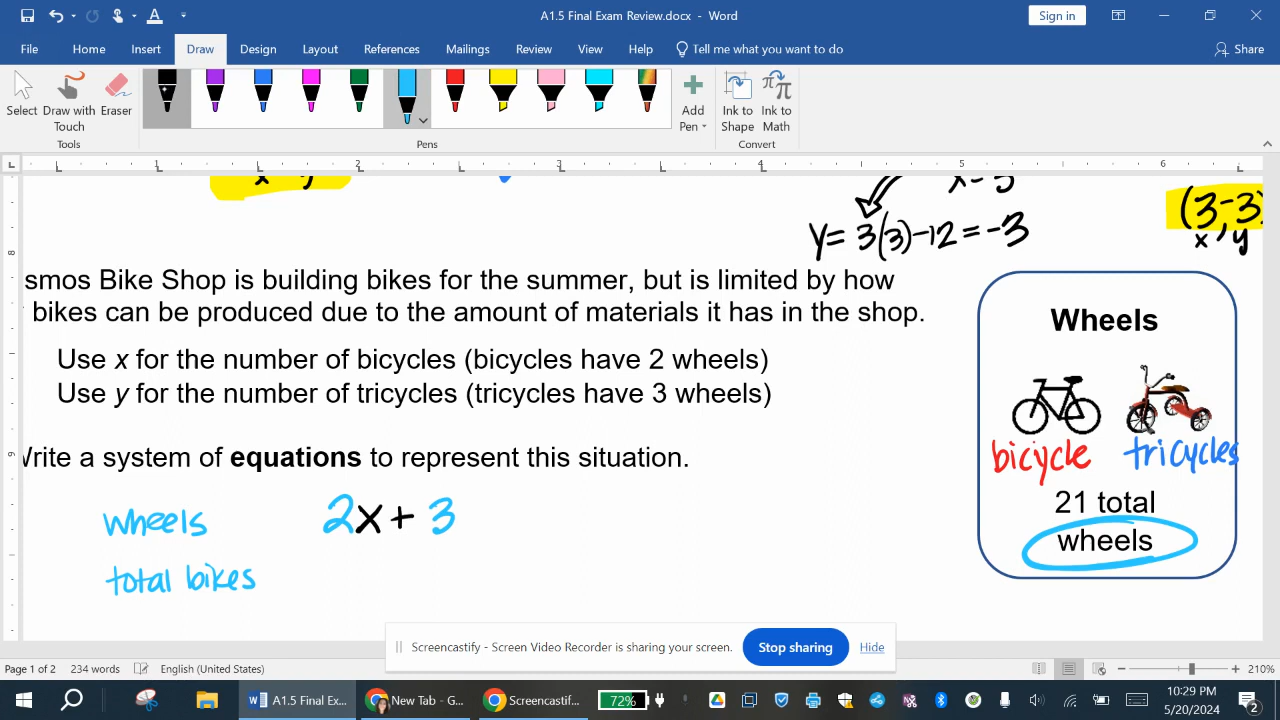 A1.5 Final Exam Review.docx - Word
Sign in
File Home Insert Draw Design Layout References Mailings Review View Help Tell me what you want to do Share
Select Draw with Touch Eraser Add Pen Ink to Shape Ink to Math
Tools Pens Convert
1 2 3 4 5 6
y= 3(3)-12 = -3
(3,-3)
x y
smos Bike Shop is building bikes for the summer, but is limited by how
bikes can be produced due to the amount of materials it has in the shop.
Use x for the number of bicycles (bicycles have 2 wheels)
Use y for the number of tricycles (tricycles have 3 wheels)
Write a system of equations to represent this situation.
wheels 2x + 3
total bikes
Wheels
bicycle tricycles
21 total
wheels
Screencastify - Screen Video Recorder is sharing your screen. Stop sharing Hide
Page 1 of 2 234 words English (United States) 210%
A1.5 Final Exa... New Tab - G... Screencastif... 72% 10:29 PM
5/20/2024 2